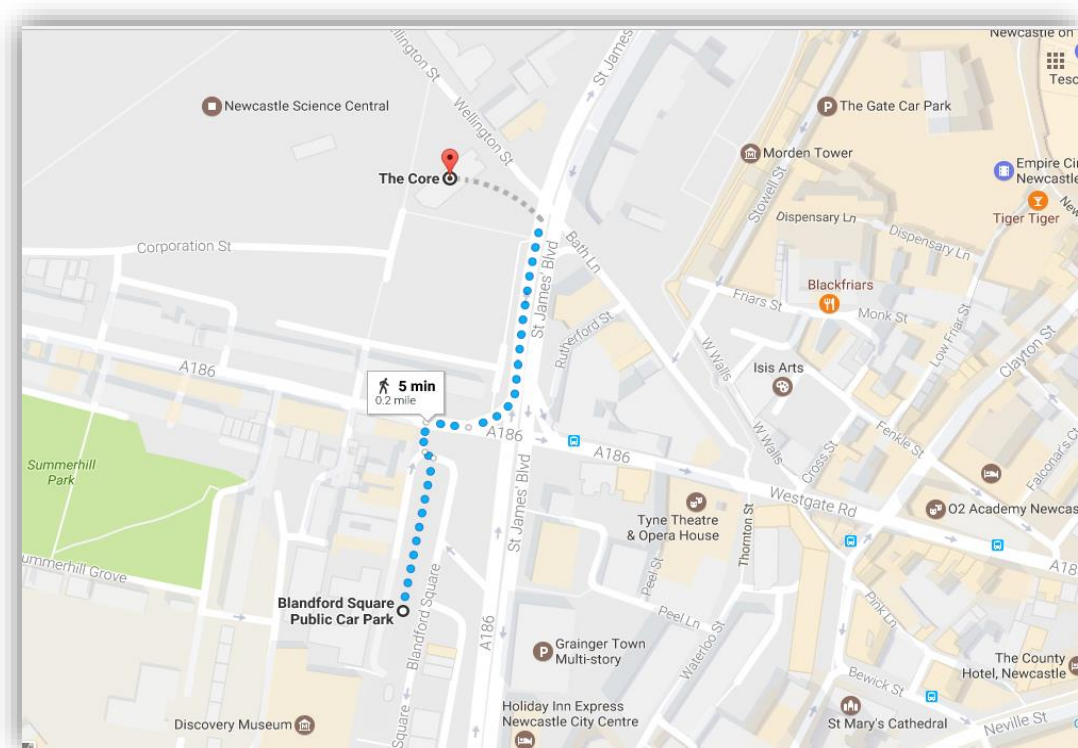 Newcastle on
Wellington St
St James'
Tesc
Newcastle Science Central
The Gate Car Park
Wellington St
Morden Tower
Stowell St
Empire Cin
Newcastle
The Core
Tiger Tiger
Dispensary Ln
Dispensary Ln
Corporation St
Bath Ln
St James' Blvd
Blackfriars
Friars St
Monk St
Low Friar St
Clayton St
Rutherford St
W Walls
Isis Arts
A186
5 min
0.2 mile
A186
A186
W Walls
Cross St
Fenkle St
Falconar's Ct
Summerhill
Park
Westgate Rd
St James' Blvd
Tyne Theatre
& Opera House
Thornton St
O2 Academy Newcas
A18
ummerhill Grove
Peel St
Blandford Square
Public Car Park
Blandford Square
Peel Ln
Pink Ln
A186
Grainger Town
Multi-story
Waterloo St
The County
Hotel, Newcastle
Bewick St
Square
Discovery Museum
Holiday Inn Express
Newcastle City Centre
St Mary's Cathedral
Neville St